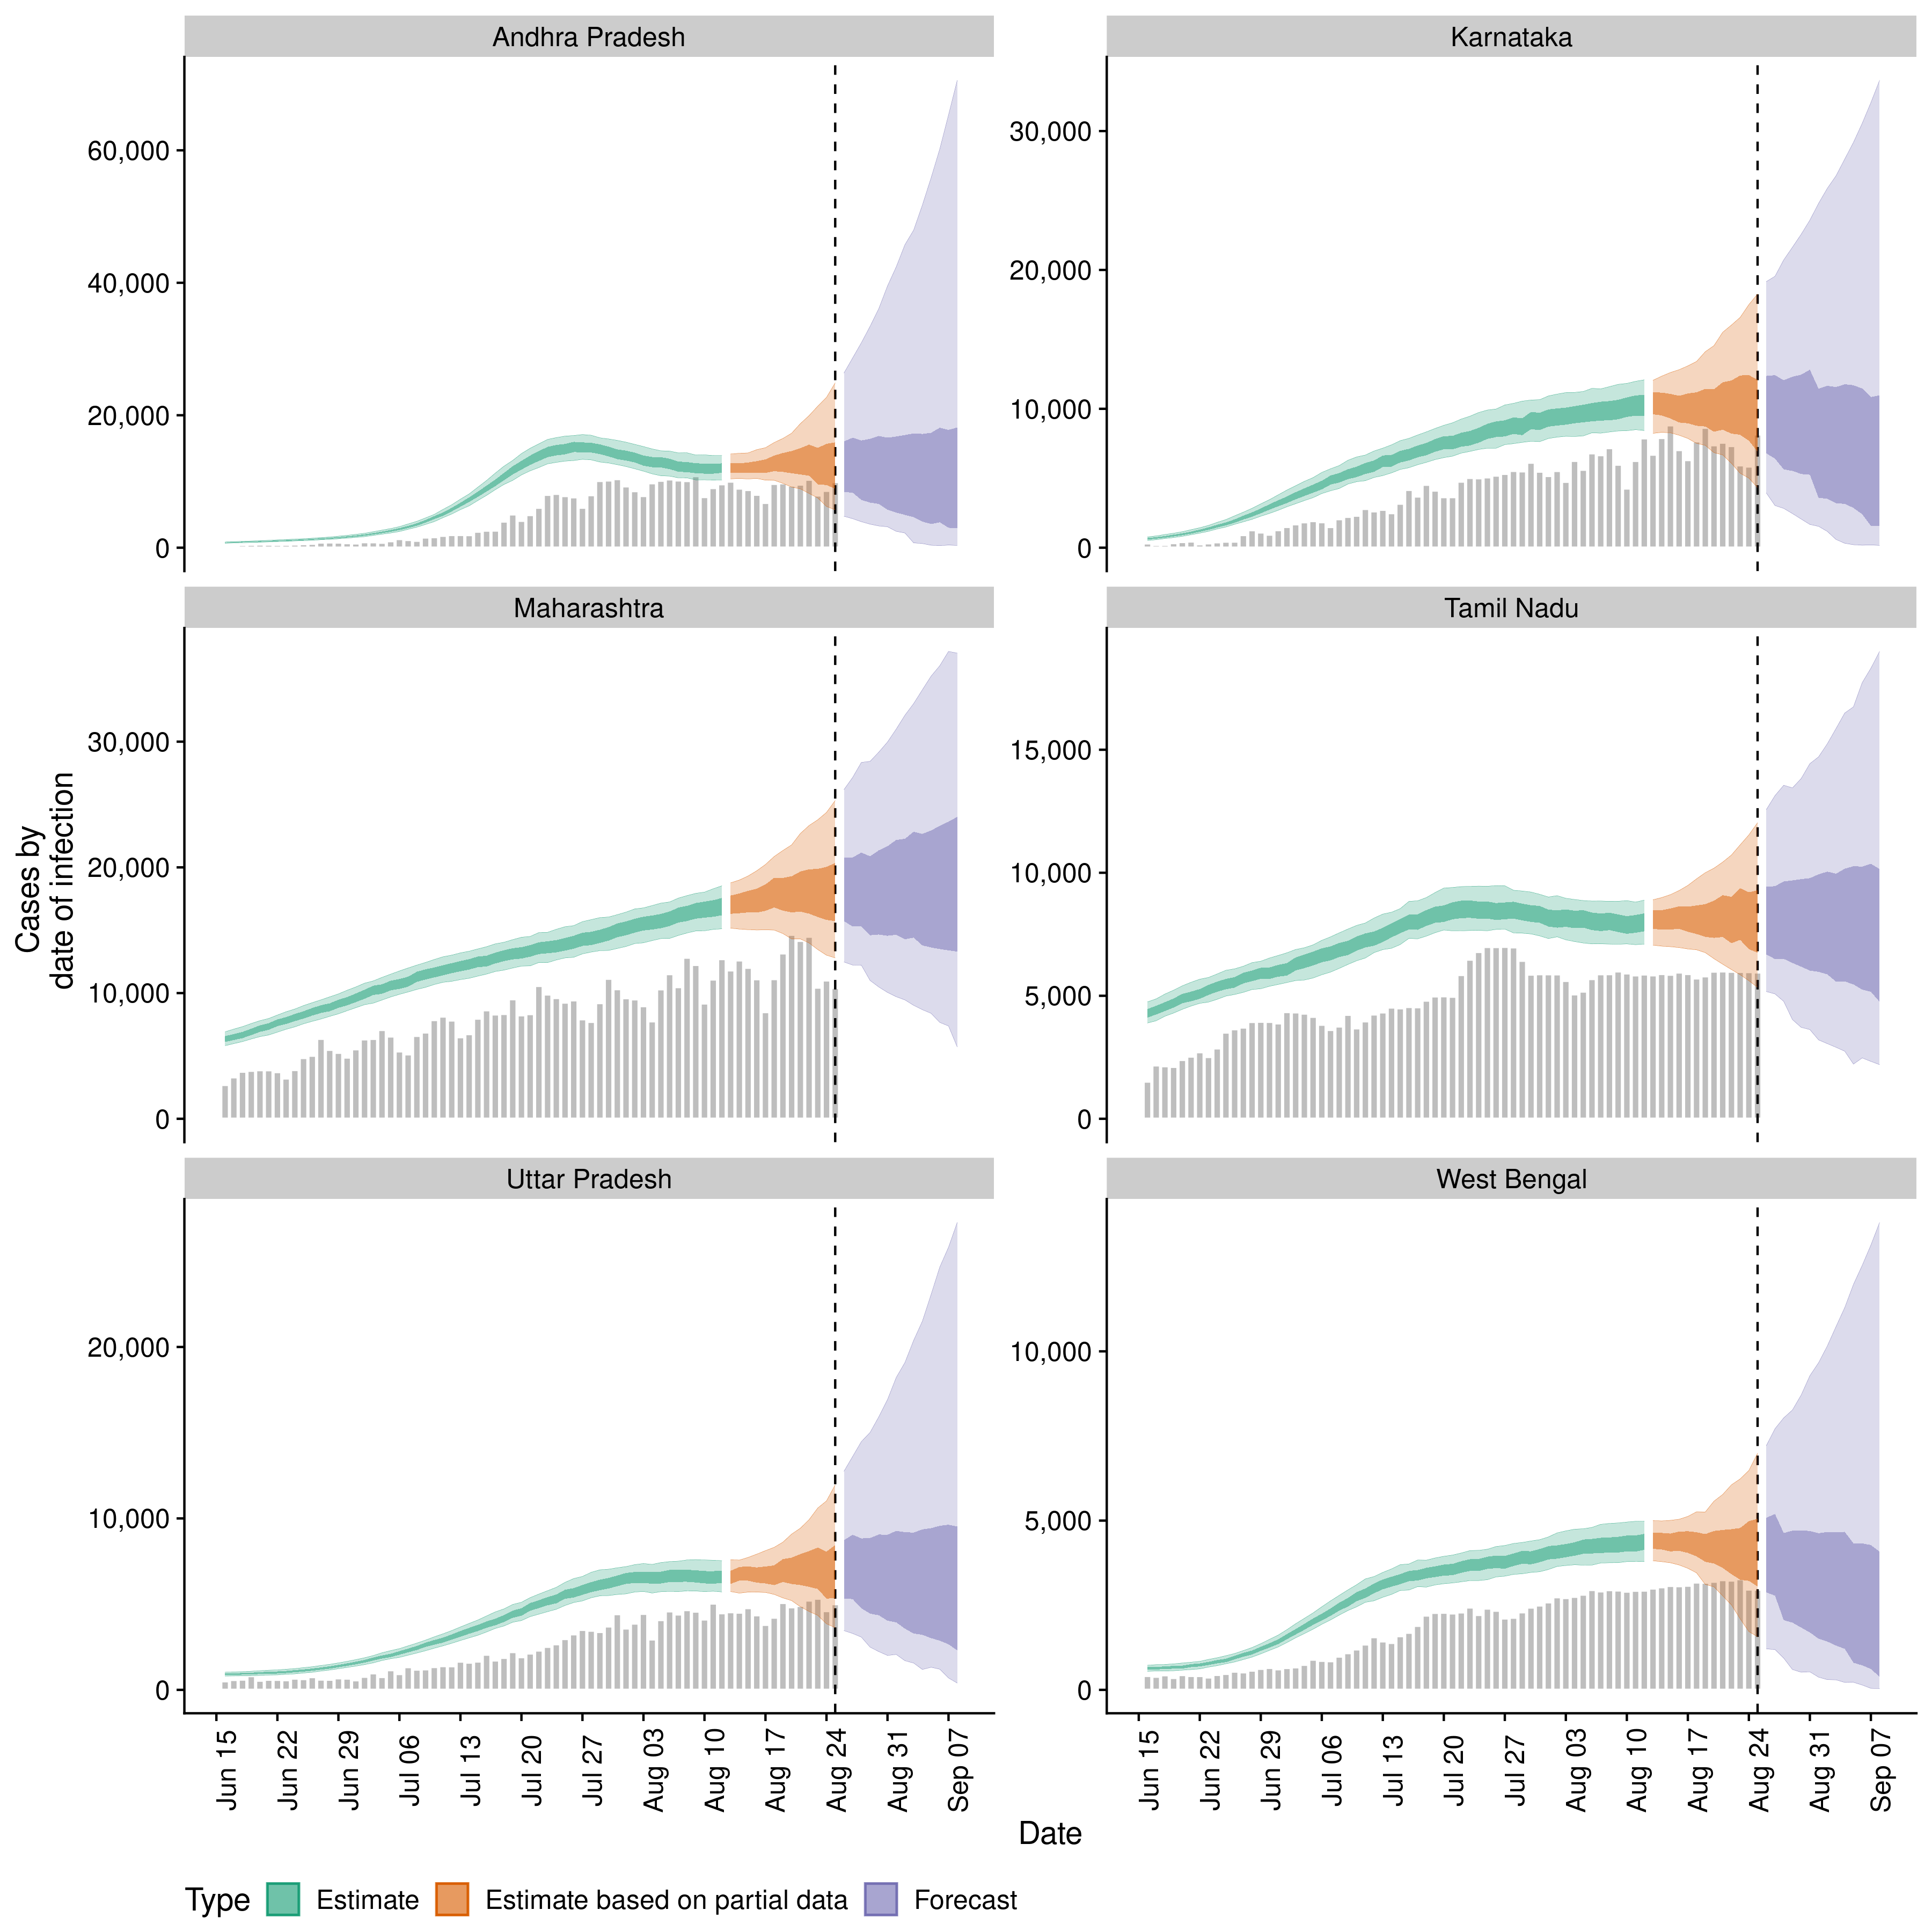 Andhra Pradesh
Karnataka
60,000
40,000
20,000
0
30,000
20,000
10,000
0
Maharashtra
Tamil Nadu
30,000
20,000
10,000
0
15,000
10,000
5,000
0
Uttar Pradesh
West Bengal
20,000
10,000
0
10,000
5,000
0
Cases by
date of infection
Jun 15
Jun 22
Jun 29
Jul 06
Jul 13
Jul 20
Jul 27
Aug 03
Aug 10
Aug 17
Aug 24
Aug 31
Sep 07
Jun 15
Jun 22
Jun 29
Jul 06
Jul 13
Jul 20
Jul 27
Aug 03
Aug 10
Aug 17
Aug 24
Aug 31
Sep 07
Date
Type Estimate Estimate based on partial data Forecast